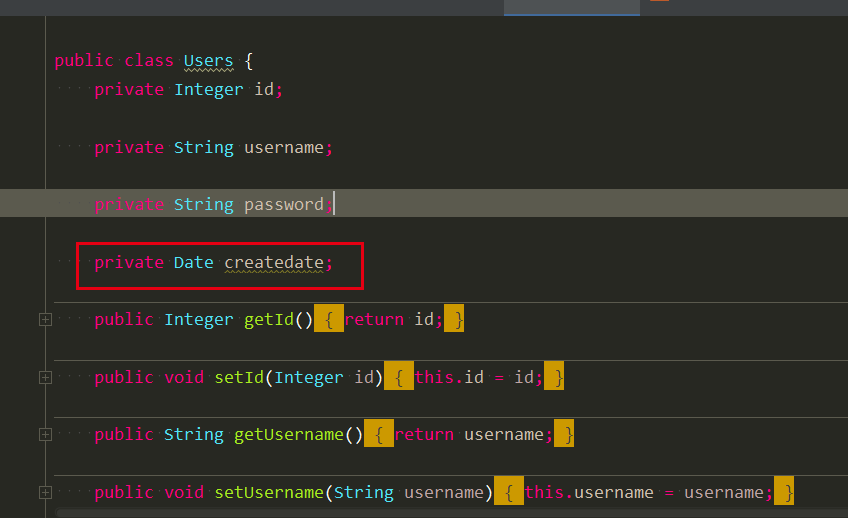 public class Users {
private Integer id;
private String username;
private String password;
private Date createdate;
public Integer getId() { return id; }
public void setId(Integer id) { this.id = id; }
public String getUsername() { return username; }
public void setUsername(String username) { this.username = username; }